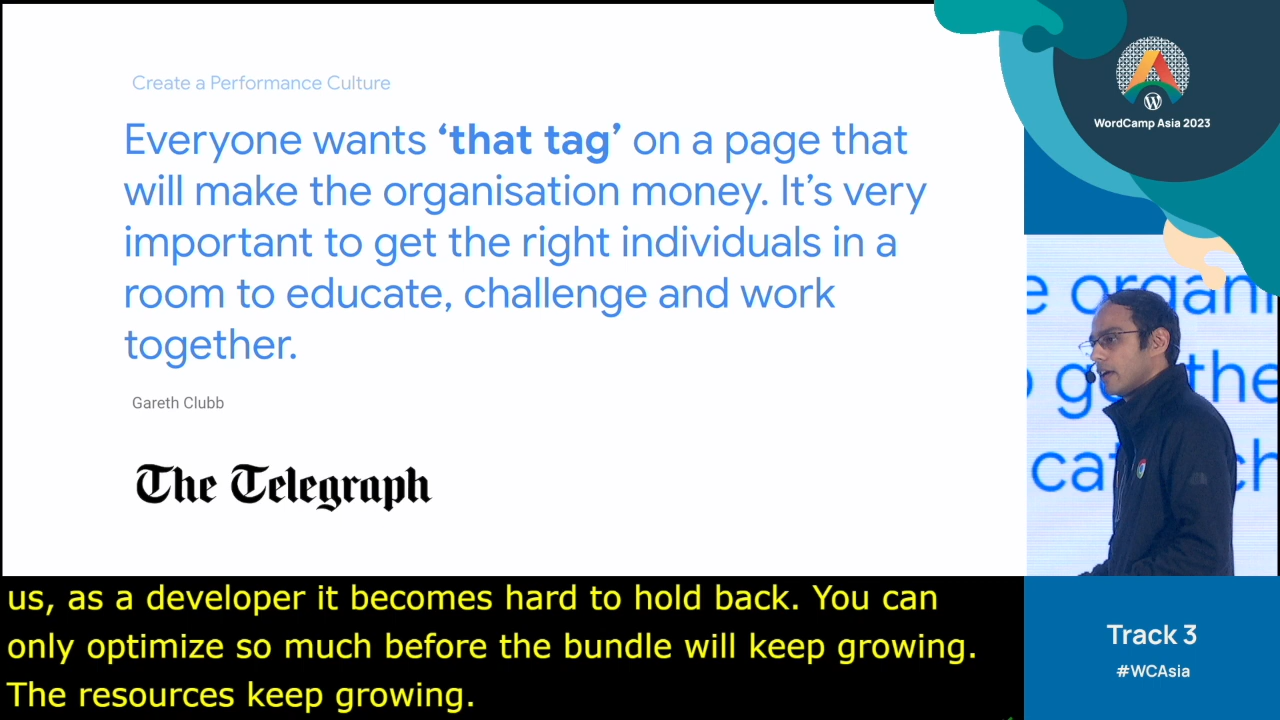 Create a Performance Culture
Everyone wants ‘that tag’ on a page that
will make the organisation money. It’s very
important to get the right individuals in a
room to educate, challenge and work
together.
Gareth Clubb
The Telegraph
us, as a developer it becomes hard to hold back. You can
only optimize so much before the bundle will keep growing.
The resources keep growing.
WordCamp Asia 2023
Track 3
#WCAsia